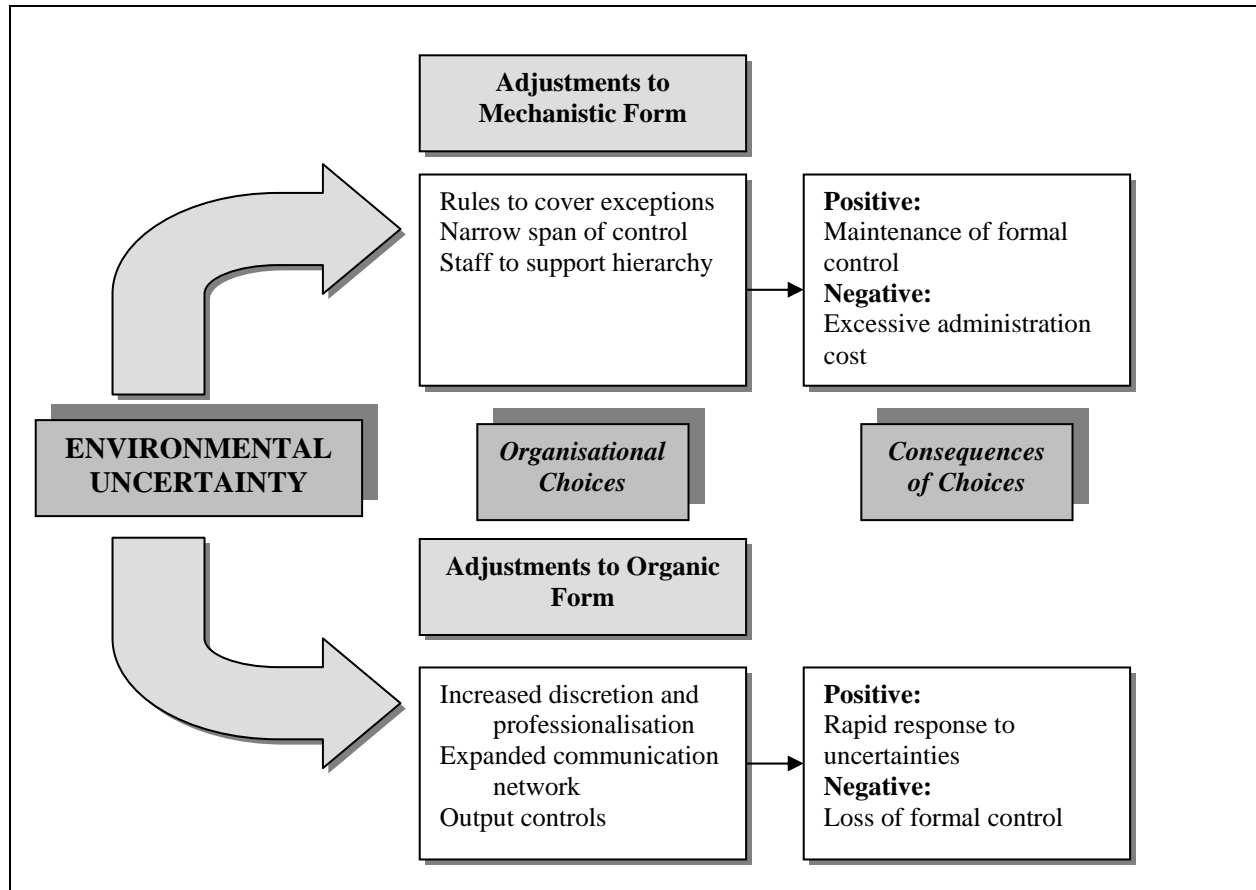 Adjustments to
Mechanistic Form
Rules to cover exceptions
Narrow span of control
Staff to support hierarchy
Positive:
Maintenance of formal
control
Negative:
Excessive administration
cost
ENVIRONMENTAL
UNCERTAINTY
Organisational
Choices
Consequences
of Choices
Adjustments to Organic
Form
Increased discretion and
professionalisation
Expanded communication
network
Output controls
Positive:
Rapid response to
uncertainties
Negative:
Loss of formal control